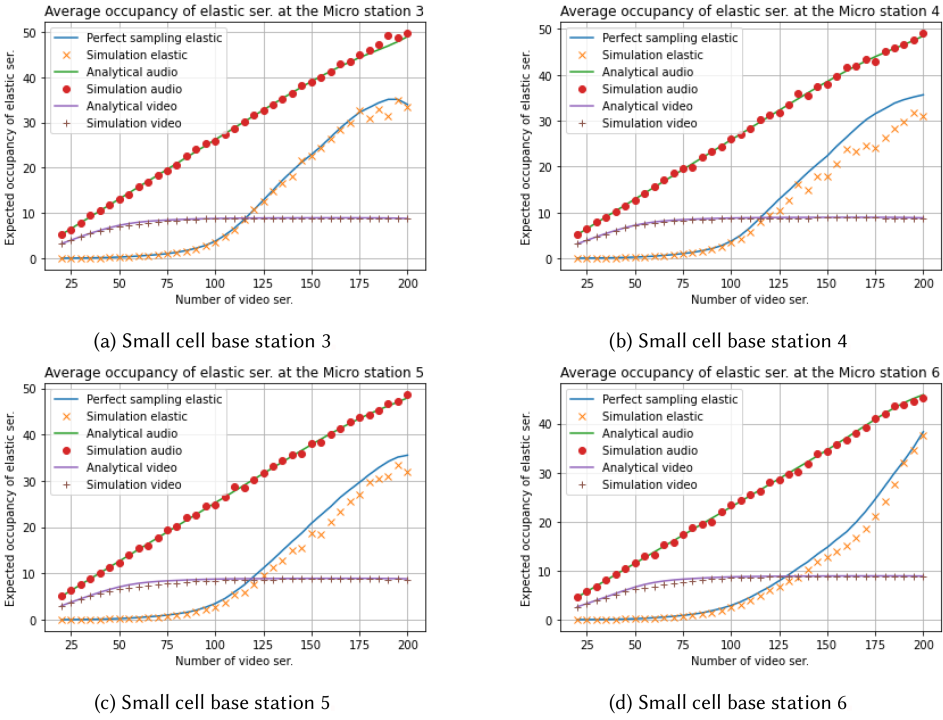 Average occupancy of elastic ser. at the Micro station 3
Expected occupancy of elastic ser.
50
40
30
20
10
0
Perfect sampling elastic
Simulation elastic
Analytical audio
Simulation audio
Analytical video
Simulation video
25 50 75 100 125 150 175 200
Number of video ser.
(a) Small cell base station 3
Average occupancy of elastic ser. at the Micro station 4
Expected occupancy of elastic ser.
50
40
30
20
10
0
Perfect sampling elastic
Simulation elastic
Analytical audio
Simulation audio
Analytical video
Simulation video
25 50 75 100 125 150 175 200
Number of video ser.
(b) Small cell base station 4
Average occupancy of elastic ser. at the Micro station 5
Expected occupancy of elastic ser.
50
40
30
20
10
0
Perfect sampling elastic
Simulation elastic
Analytical audio
Simulation audio
Analytical video
Simulation video
25 50 75 100 125 150 175 200
Number of video ser.
(c) Small cell base station 5
Average occupancy of elastic ser. at the Micro station 6
Expected occupancy of elastic ser.
40
30
20
10
0
Perfect sampling elastic
Simulation elastic
Analytical audio
Simulation audio
Analytical video
Simulation video
25 50 75 100 125 150 175 200
Number of video ser.
(d) Small cell base station 6